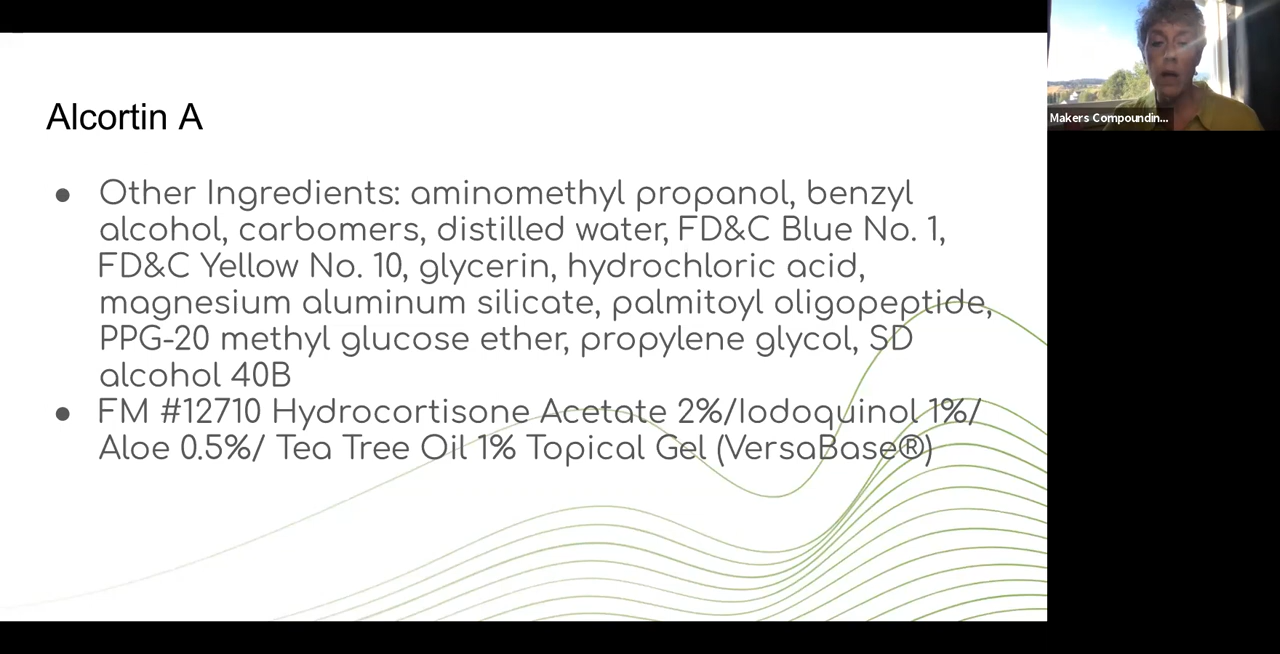 Alcortin A
● Other Ingredients: aminomethyl propanol, benzyl
alcohol, carbomers, distilled water, FD&C Blue No. 1,
FD&C Yellow No. 10, glycerin, hydrochloric acid,
magnesium aluminum silicate, palmitoyl oligopeptide,
PPG-20 methyl glucose ether, propylene glycol, SD
alcohol 40B
● FM #12710 Hydrocortisone Acetate 2%/Iodoquinol 1%/
Aloe 0.5%/ Tea Tree Oil 1% Topical Gel (VersaBase®)
Makers Compoundin...